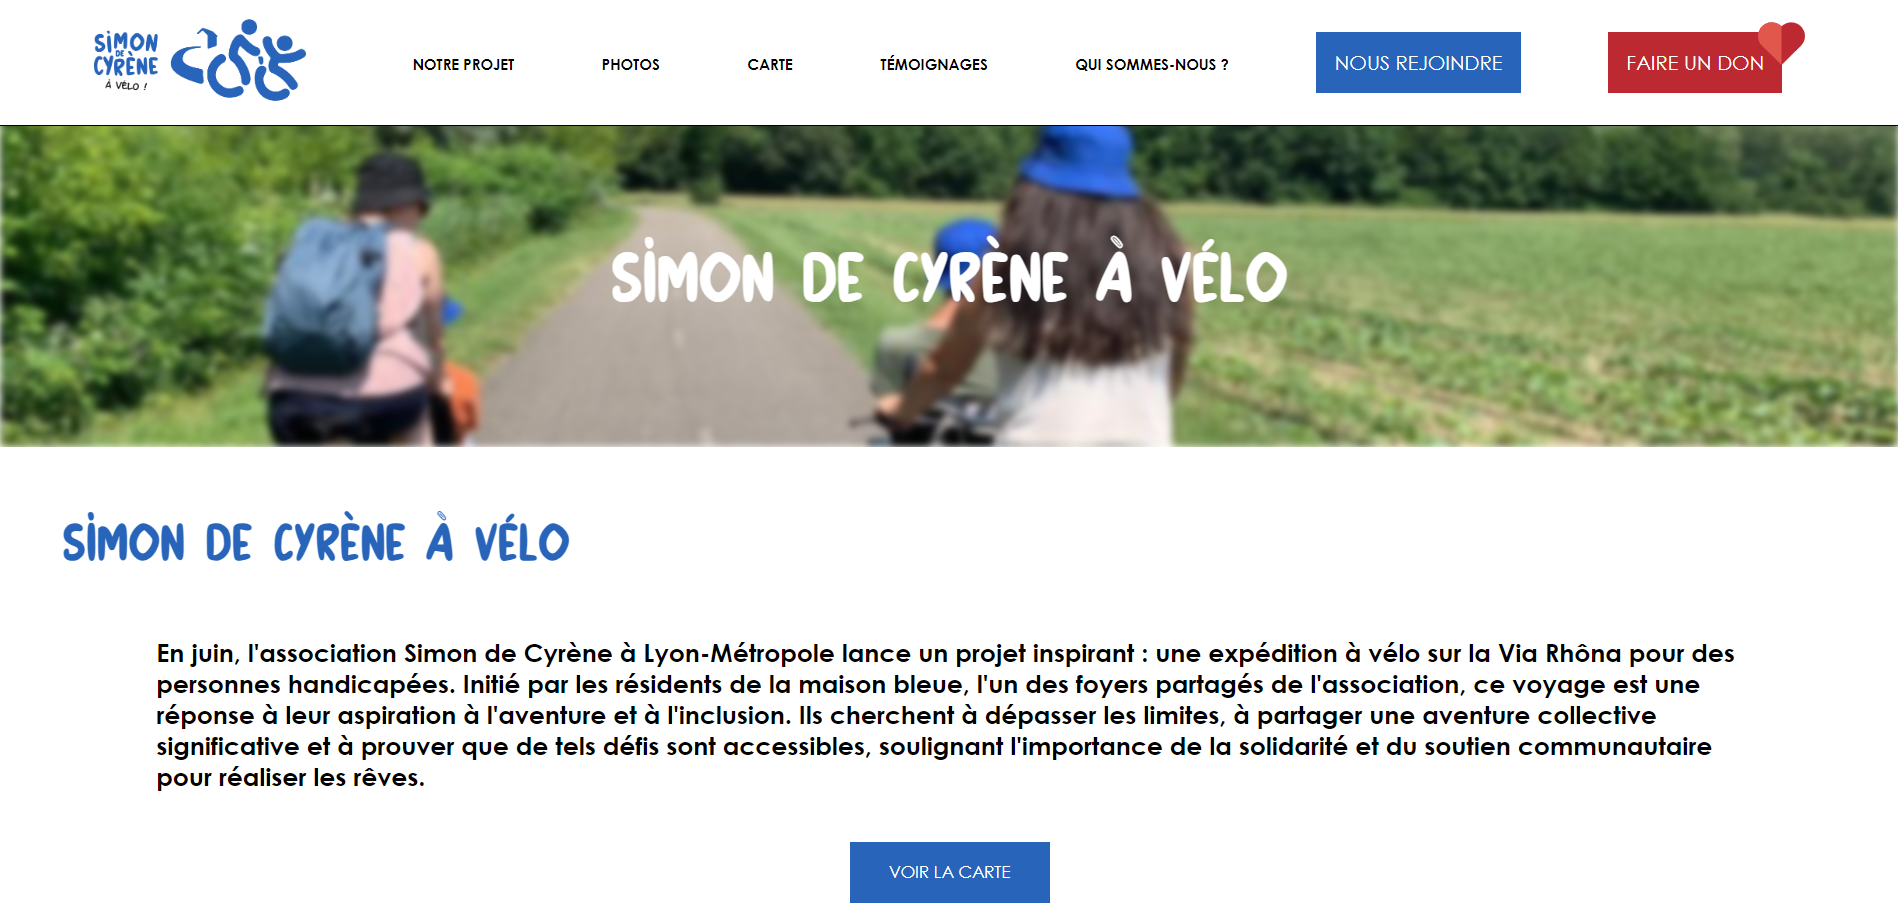 SIMON
DE
CYRÈNE
À VÉLO !
NOTRE PROJET
PHOTOS
CARTE
TÉMOIGNAGES
QUI SOMMES-NOUS ?
NOUS REJOINDRE
FAIRE UN DON
SIMON DE CYRÈNE À VÉLO
SIMON DE CYRÈNE À VÉLO
En juin, l'association Simon de Cyrène à Lyon-Métropole lance un projet inspirant : une expédition à vélo sur la Via Rhôna pour des
personnes handicapées. Initié par les résidents de la maison bleue, l'un des foyers partagés de l'association, ce voyage est une
réponse à leur aspiration à l'aventure et à l'inclusion. Ils cherchent à dépasser les limites, à partager une aventure collective
significative et à prouver que de tels défis sont accessibles, soulignant l'importance de la solidarité et du soutien communautaire
pour réaliser les rêves.
VOIR LA CARTE